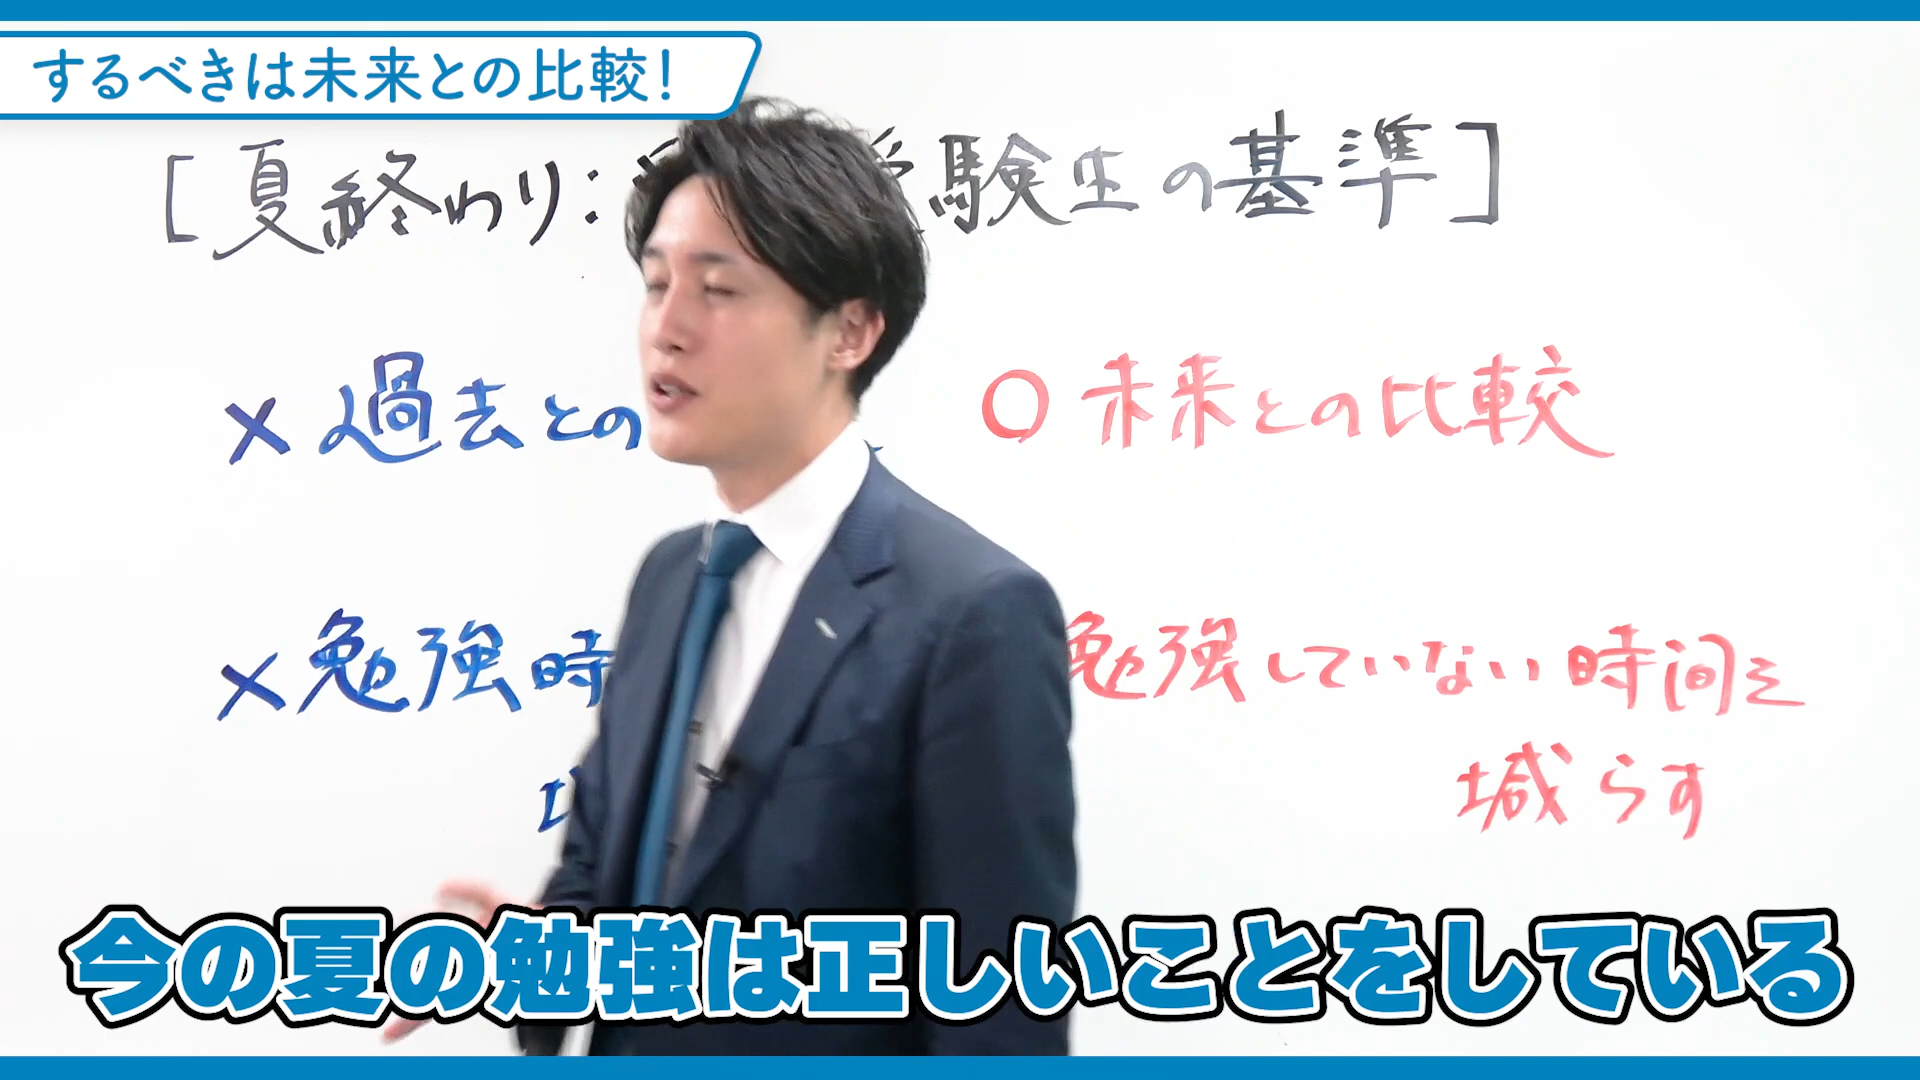 するべきは未来との比較!
[夏終わり: 受験生の基準]
× 過去との
○ 未来との比較
× 勉強時
勉強していない時間を
減らす
今の夏の勉強は正しいことをしている